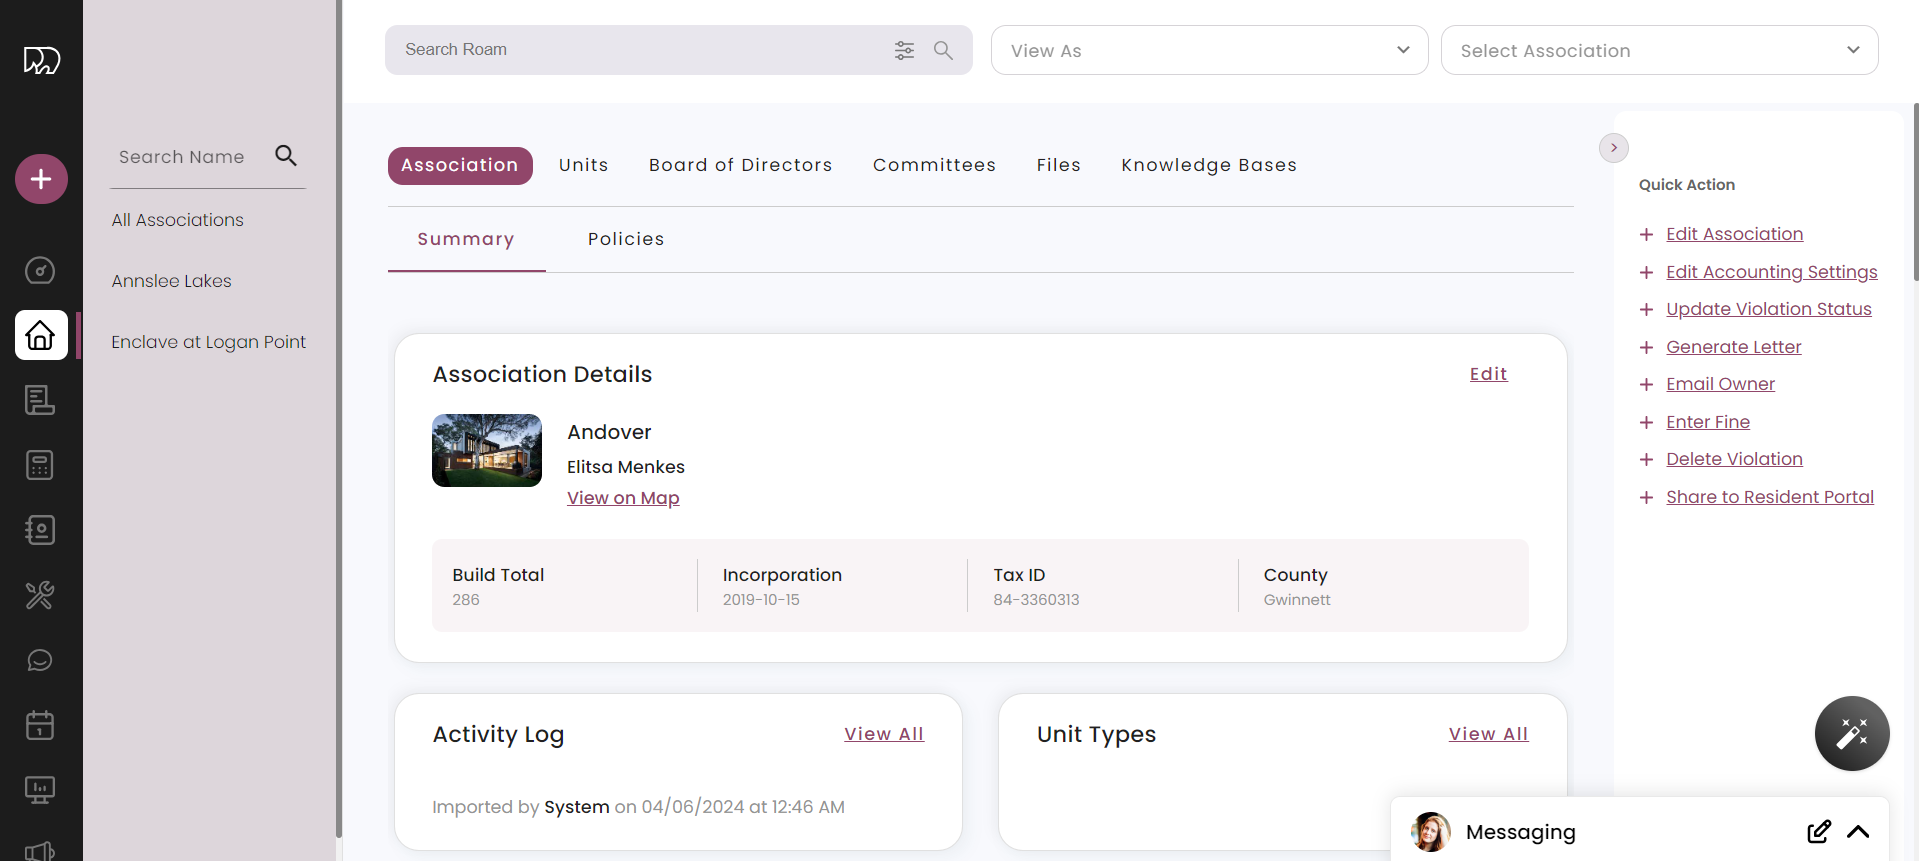 Search Roam
View As
Select Association
Search Name
All Associations
Annslee Lakes
Enclave at Logan Point
Association
Units
Board of Directors
Committees
Files
Knowledge Bases
Summary
Policies
Association Details
Edit
Andover
Elitsa Menkes
View on Map
Build Total
286
Incorporation
2019-10-15
Tax ID
84-3360313
County
Gwinnett
Activity Log
View All
Imported by System on 04/06/2024 at 12:46 AM
Unit Types
View All
Quick Action
Edit Association
Edit Accounting Settings
Update Violation Status
Generate Letter
Email Owner
Enter Fine
Delete Violation
Share to Resident Portal
Messaging